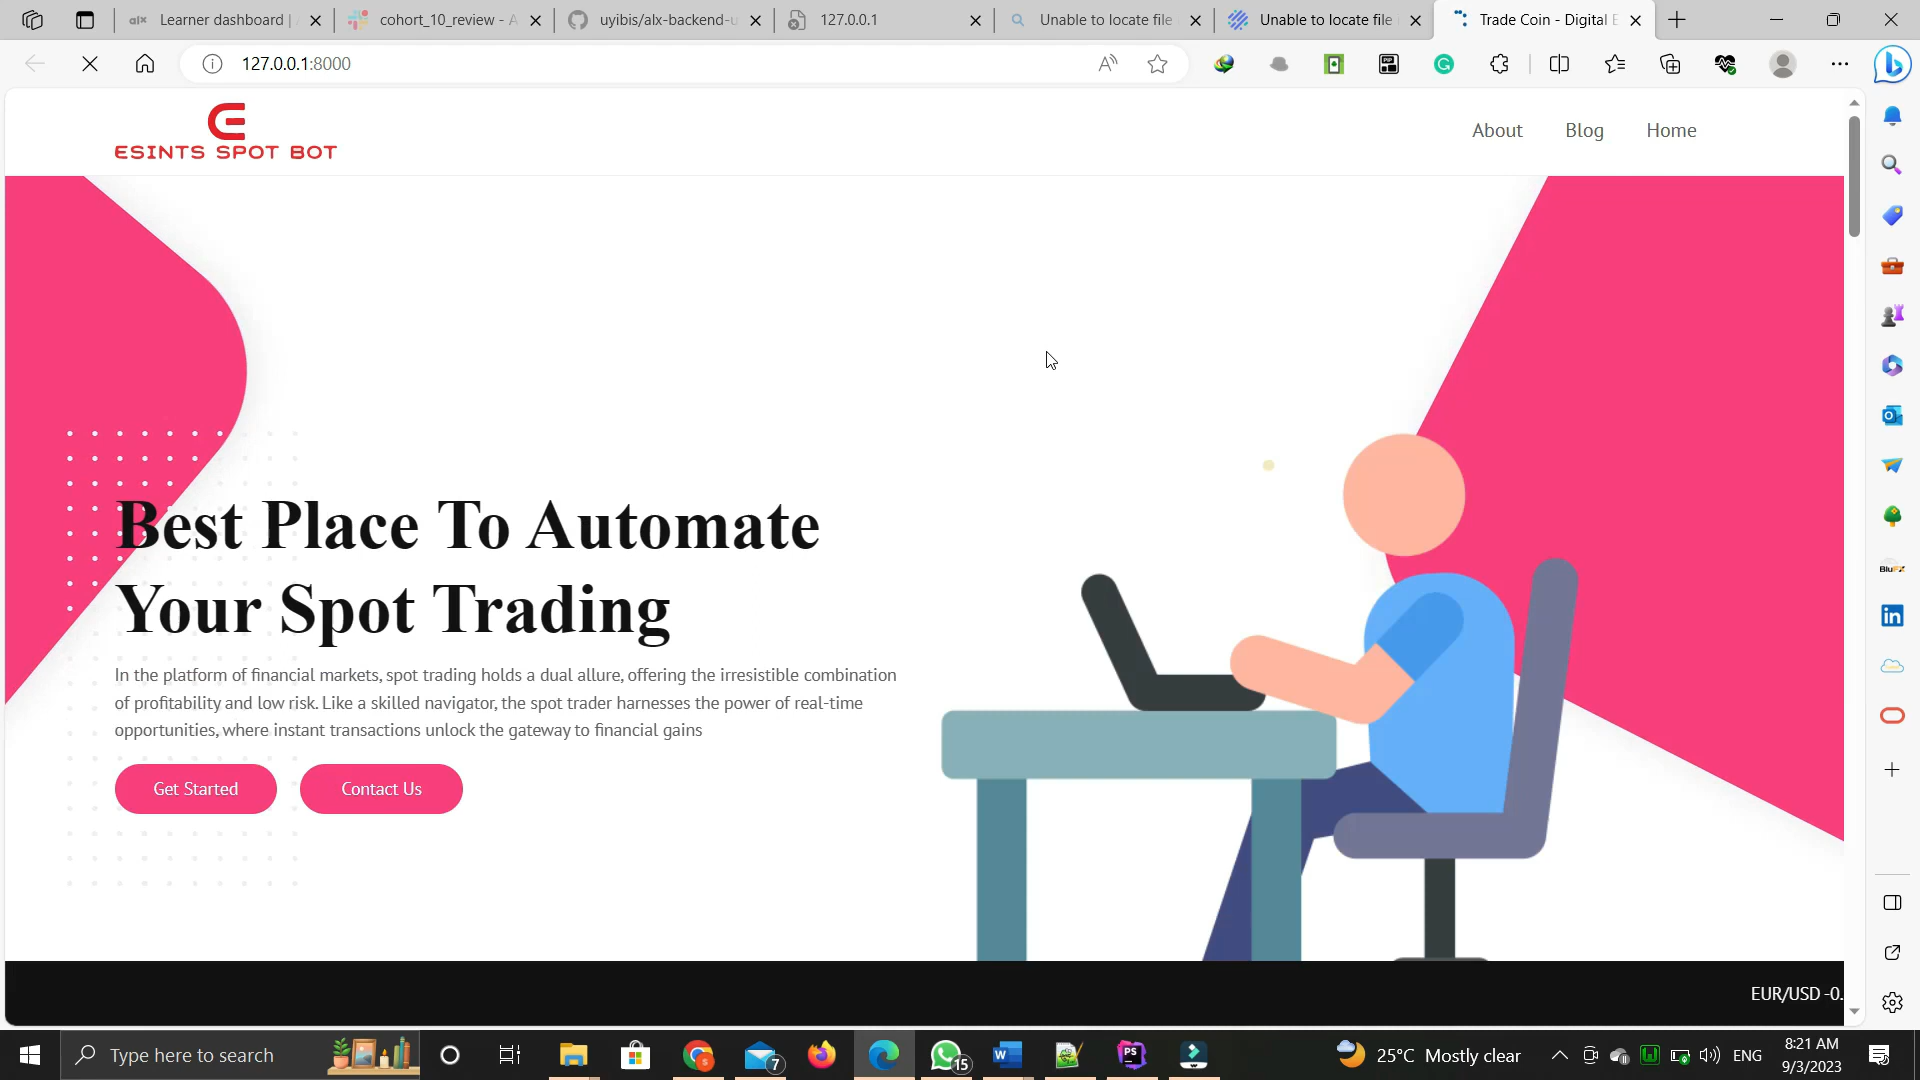 alx Learner dashboard |
cohort_10_review - A
uyibis/alx-backend-u
127.0.0.1
Unable to locate file
Unable to locate file
Trade Coin - Digital E
127.0.0.1:8000
ESINTS SPOT BOT
About
Blog
Home
Best Place To Automate
Your Spot Trading
In the platform of financial markets, spot trading holds a dual allure, offering the irresistible combination
of profitability and low risk. Like a skilled navigator, the spot trader harnesses the power of real-time
opportunities, where instant transactions unlock the gateway to financial gains
Get Started
Contact Us
EUR/USD -0.
BluFX
Type here to search
7
15
25°C Mostly clear
ENG
8:21 AM
9/3/2023